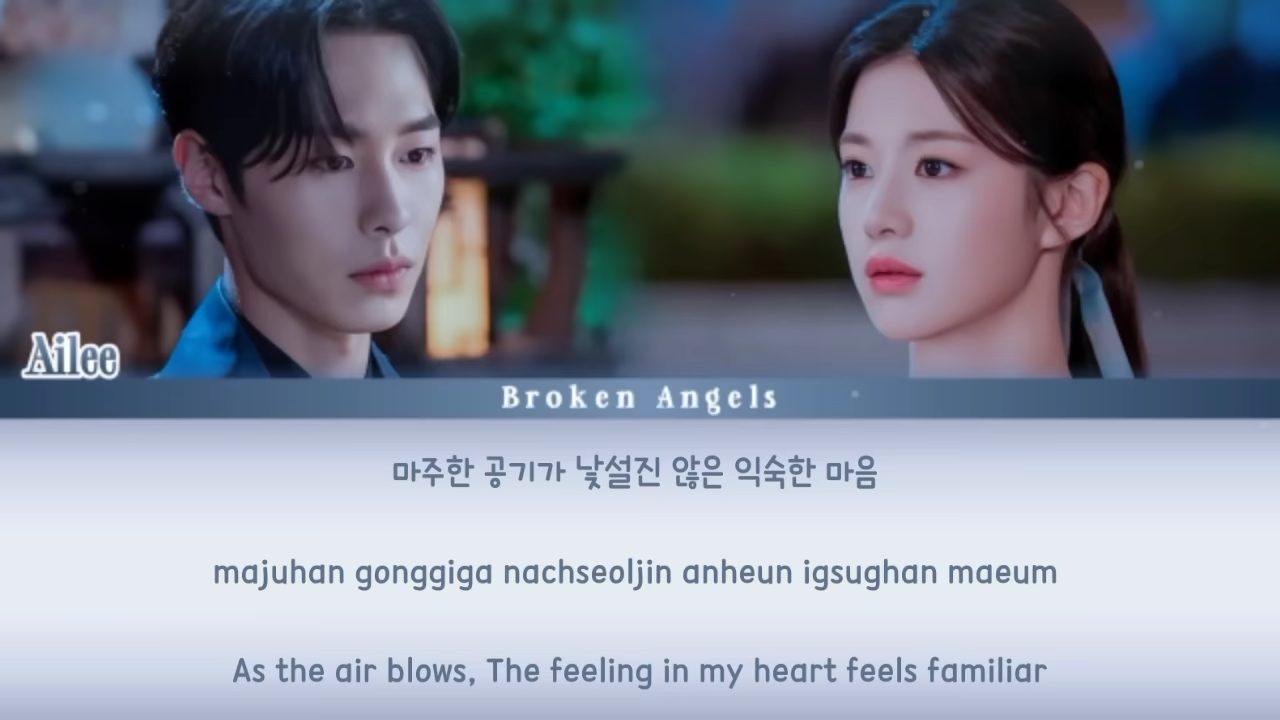 Ailee
Broken Angels
마주한 공기가 낯설진 않은 익숙한 마음
majuhan gonggiga nachseoljin anheun igsughan maeum
As the air blows, The feeling in my heart feels familiar